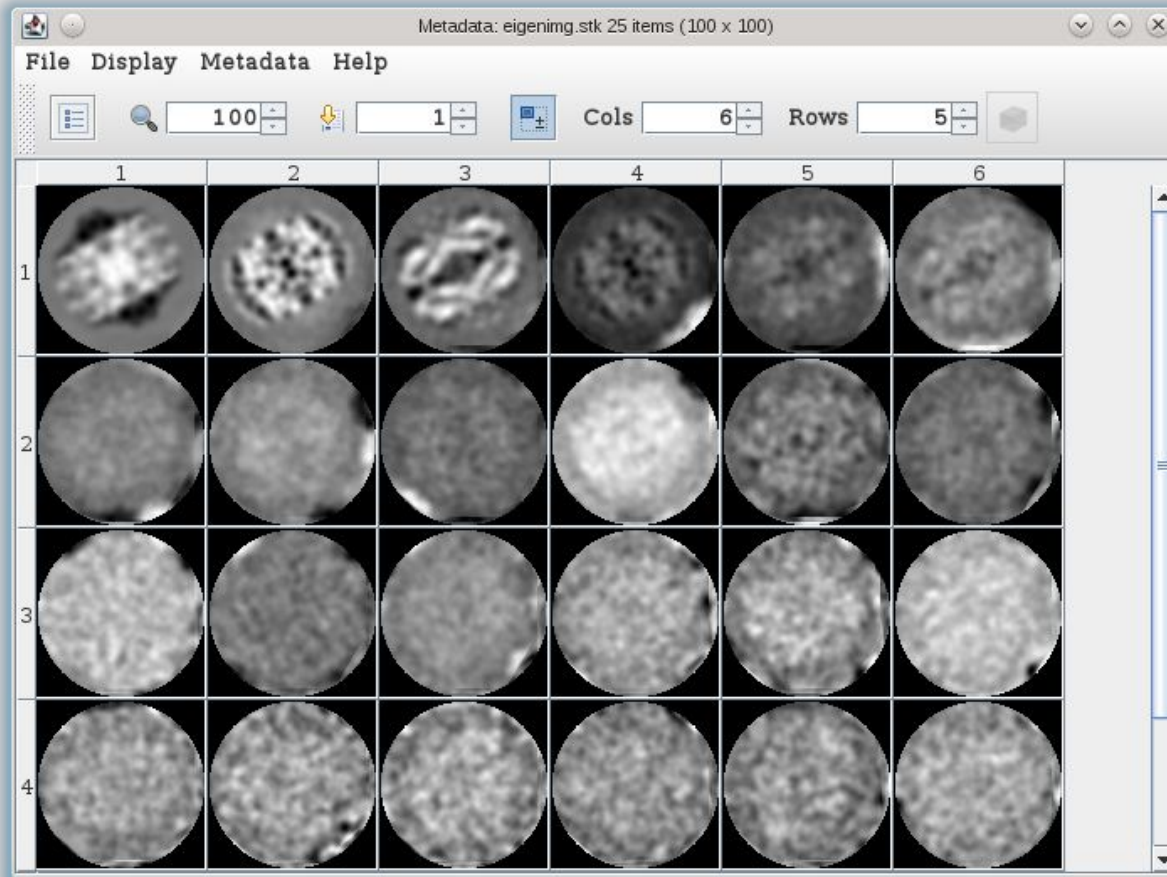 Metadata: eigenimg.stk 25 items (100 x 100)
File Display Metadata Help
100 1 Cols 6 Rows 5
1 2 3 4 5 6
1
2
3
4